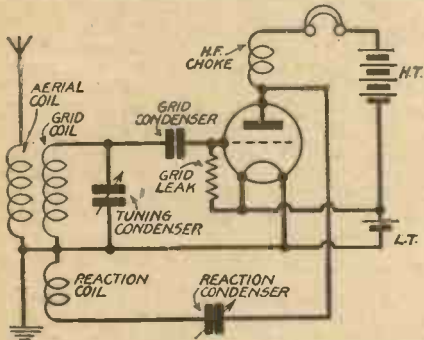 H.F.
CHOKE
H.T.
AERIAL
COIL
GRID
COIL
GRID
CONDENSER
GRID
LEAK
TUNING
CONDENSER
L.T.
REACTION
COIL
REACTION
CONDENSER